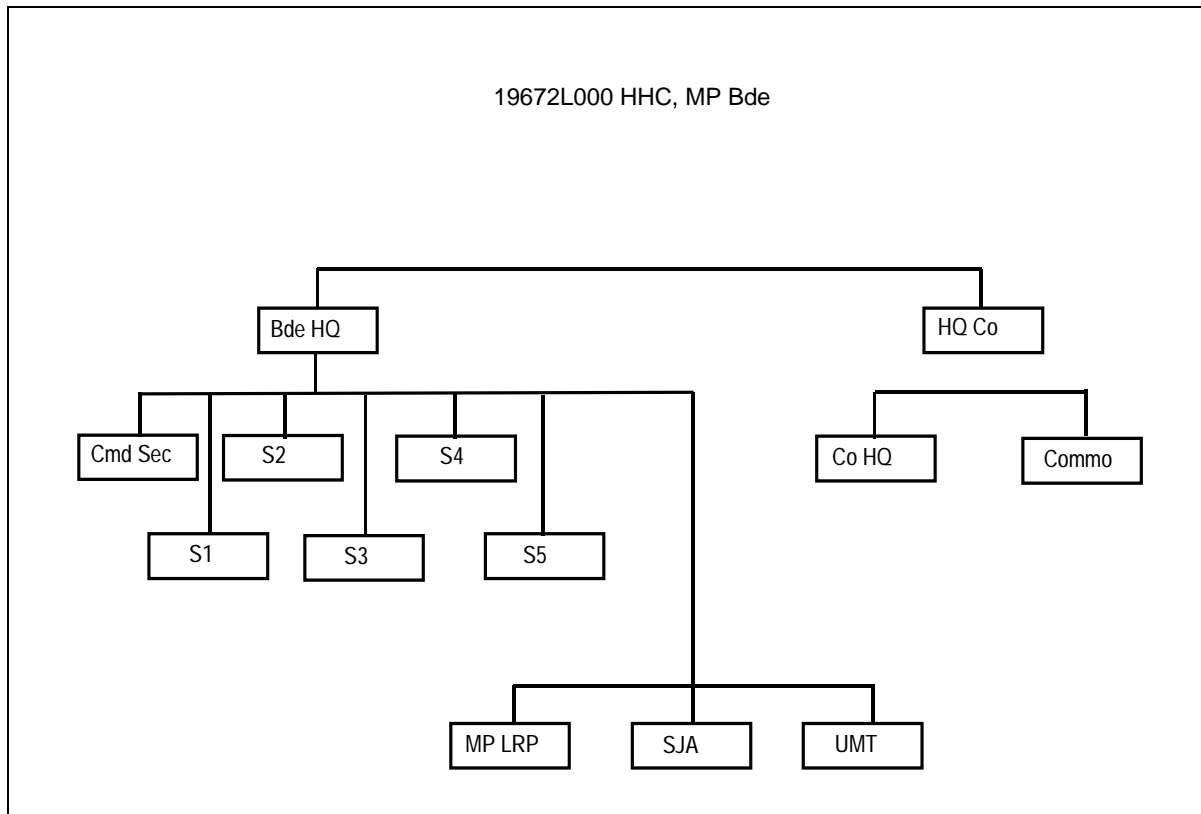 19672L000 HHC, MP Bde
Bde HQ
HQ Co
Cmd Sec
S2
S4
Co HQ
Commo
S1
S3
S5
MP LRP
SJA
UMT